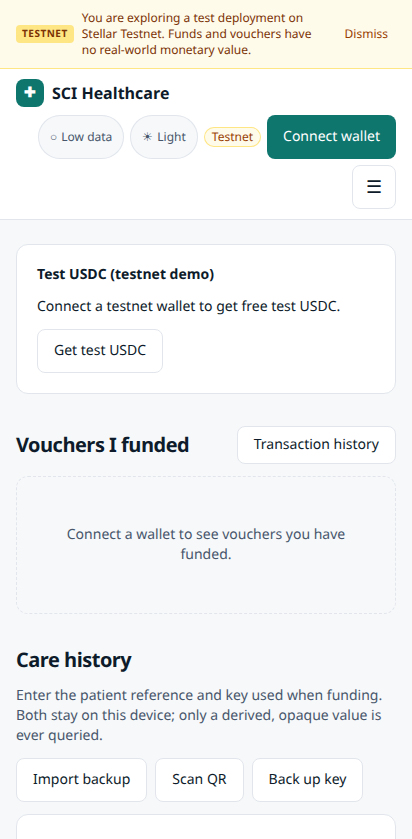 TESTNET
You are exploring a test deployment on
Stellar Testnet. Funds and vouchers have
no real-world monetary value.
Dismiss
SCI Healthcare
Low data
Light
Testnet
Connect wallet
Test USDC (testnet demo)
Connect a testnet wallet to get free test USDC.
Get test USDC
Vouchers I funded
Transaction history
Connect a wallet to see vouchers you have
funded.
Care history
Enter the patient reference and key used when funding.
Both stay on this device; only a derived, opaque value is
ever queried.
Import backup
Scan QR
Back up key